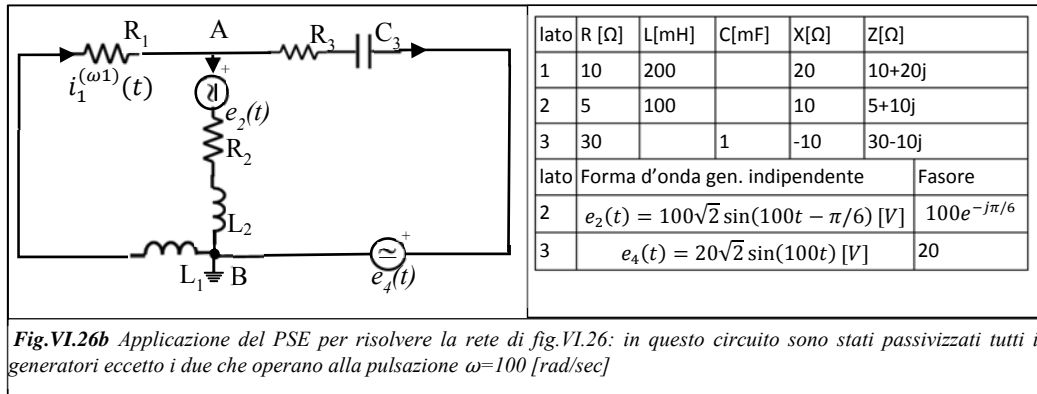 R₁ A R₃ C₃
i₁^(ω1)(t)
+
e₂(t)
R₂
L₂
L₁ B
+
e₄(t)
lato R [Ω] L[mH] C[mF] X[Ω] Z[Ω]
1 10 200 20 10+20j
2 5 100 10 5+10j
3 30 1 -10 30-10j
lato Forma d'onda gen. indipendente Fasore
2 e₂(t) = 100√2 sin(100t − π/6) [V] 100e^(−jπ/6)
3 e₄(t) = 20√2 sin(100t) [V] 20
Fig.VI.26b Applicazione del PSE per risolvere la rete di fig.VI.26: in questo circuito sono stati passivizzati tutti i
generatori eccetto i due che operano alla pulsazione ω=100 [rad/sec]